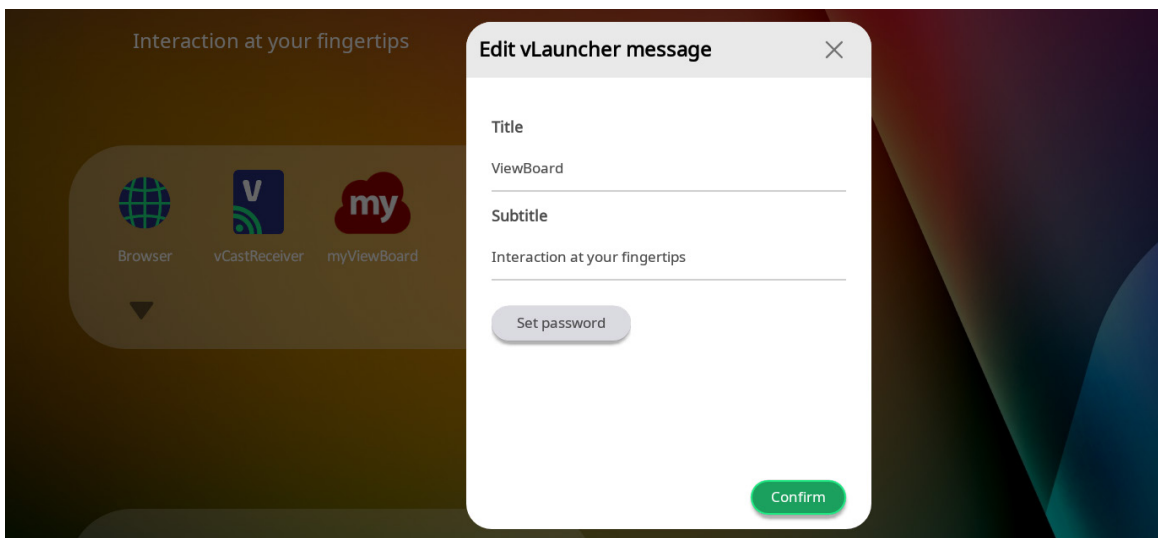 Interaction at your fingertips
V
my
Browser
vCastReceiver
myViewBoard
Edit vLauncher message
Title
ViewBoard
Subtitle
Interaction at your fingertips
Set password
Confirm